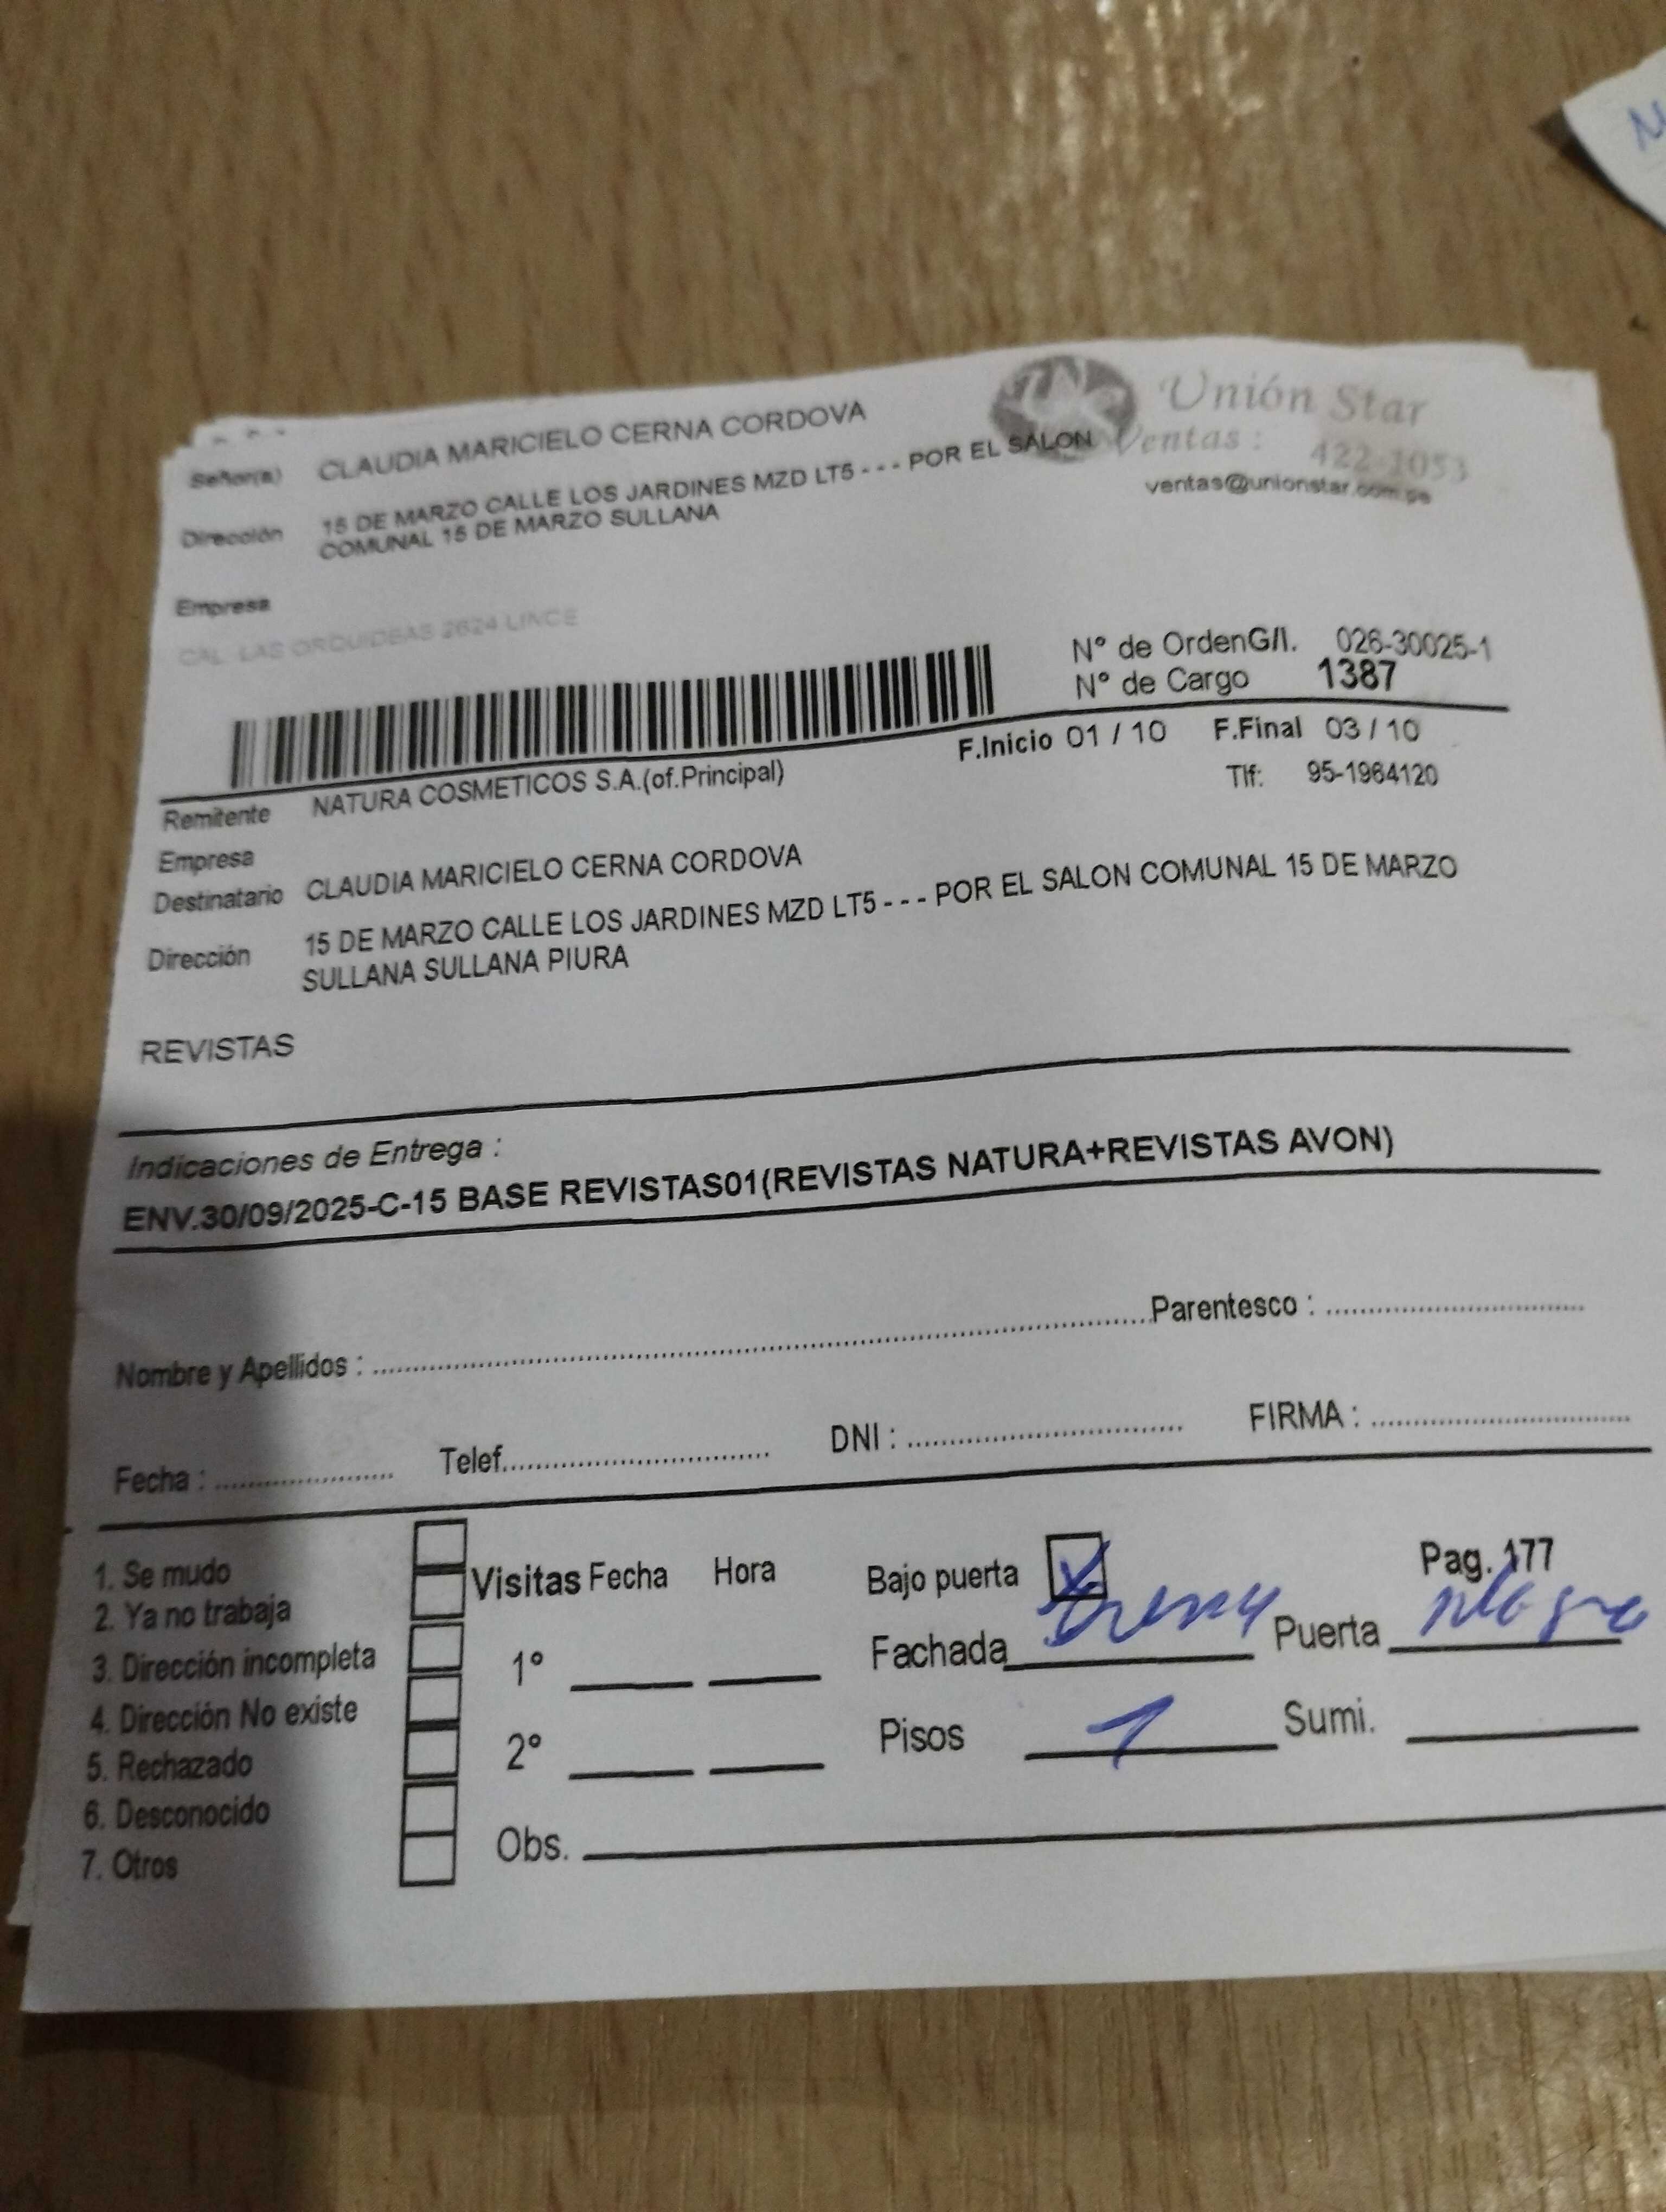 Señor(a) CLAUDIA MARICIELO CERNA CORDOVA
Unión Star
Ventas : 422-1053
ventas@unionstar.com.pe
Dirección 15 DE MARZO CALLE LOS JARDINES MZD LT5 - - - POR EL SALON
COMUNAL 15 DE MARZO SULLANA
Empresa
CAL. LAS ORQUIDEAS 2624 LINCE
N° de OrdenG/I. 026-30025-1
N° de Cargo 1387
F.Inicio 01 / 10 F.Final 03 / 10
Remitente NATURA COSMETICOS S.A.(of.Principal) Tlf: 95-1964120
Empresa
Destinatario CLAUDIA MARICIELO CERNA CORDOVA
Dirección 15 DE MARZO CALLE LOS JARDINES MZD LT5 - - - POR EL SALON COMUNAL 15 DE MARZO
SULLANA SULLANA PIURA
REVISTAS
Indicaciones de Entrega :
ENV.30/09/2025-C-15 BASE REVISTAS01(REVISTAS NATURA+REVISTAS AVON)
Nombre y Apellidos : Parentesco :
Fecha : Telef. DNI : FIRMA :
1. Se mudo
2. Ya no trabaja
3. Dirección incompleta
4. Dirección No existe
5. Rechazado
6. Desconocido
7. Otros
Visitas Fecha Hora
1°
2°
Obs.
Bajo puerta X Pag. 177
Fachada Puerta
Pisos 1 Sumi.